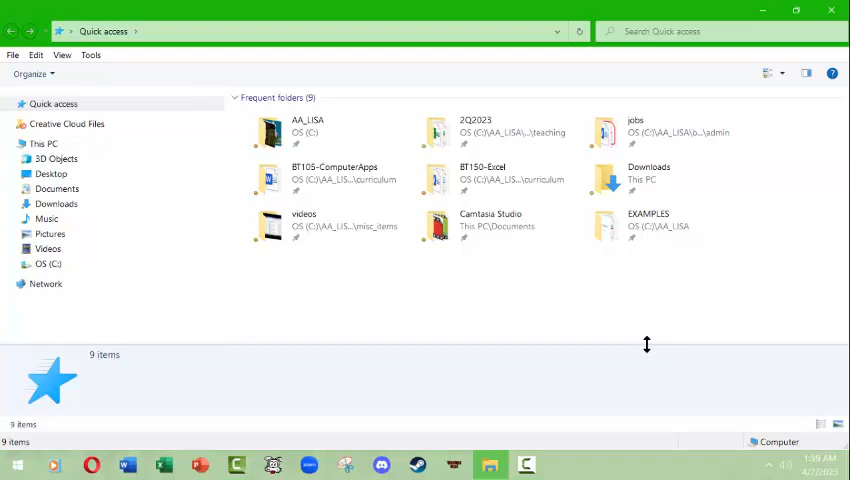 Quick access
Search Quick access
File Edit View Tools
Organize
Quick access
Creative Cloud Files
This PC
3D Objects
Desktop
Documents
Downloads
Music
Pictures
Videos
OS (C:)
Network
Frequent folders (9)
AA_LISA
OS (C:)
2Q2023
OS (C:)\AA_LISA\...\teaching
jobs
OS (C:)\AA_LISA\b...\admin
BT105-ComputerApps
OS (C:)\AA_LIS...\curriculum
BT150-Excel
OS (C:)\AA_LIS...\curriculum
Downloads
This PC
videos
OS (C:)\AA_LIS...\misc_items
Camtasia Studio
This PC\Documents
EXAMPLES
OS (C:)\AA_LISA
9 items
9 items
9 items
Computer
zoom
1:39 AM
4/7/2023